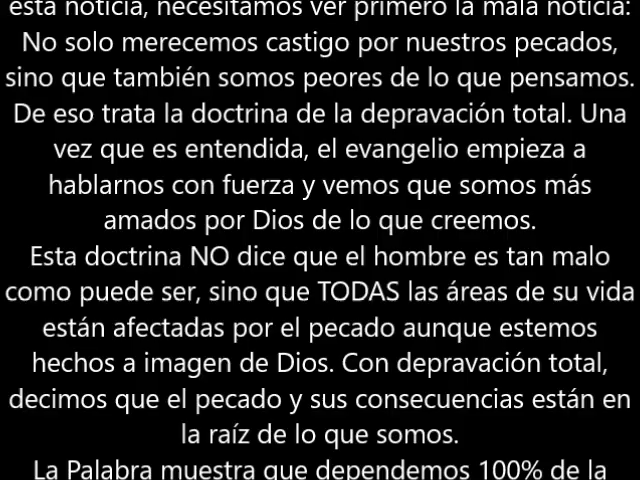 esta noticia, necesitamos ver primero la mala noticia:
No solo merecemos castigo por nuestros pecados,
sino que también somos peores de lo que pensamos.
De eso trata la doctrina de la depravación total. Una
vez que es entendida, el evangelio empieza a
hablarnos con fuerza y vemos que somos más
amados por Dios de lo que creemos.
Esta doctrina NO dice que el hombre es tan malo
como puede ser, sino que TODAS las áreas de su vida
están afectadas por el pecado aunque estemos
hechos a imagen de Dios. Con depravación total,
decimos que el pecado y sus consecuencias están en
la raíz de lo que somos.
La Palabra muestra que dependemos 100% de la